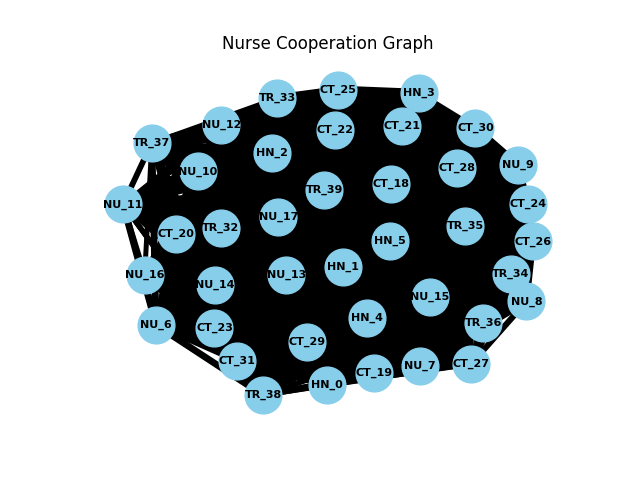 Nurse Cooperation Graph
CT_25
HN_3
TR_33
NU_12
CT_22
CT_21
CT_30
TR_37
HN_2
NU_9
CT_28
NU_10
CT_18
TR_39
NU_11
CT_24
NU_17
TR_32
TR_35
CT_20
HN_5
CT_26
HN_1
NU_16
NU_13
TR_34
NU_14
NU_15
NU_8
HN_4
TR_36
NU_6
CT_23
CT_29
CT_31
CT_27
NU_7
CT_19
HN_0
TR_38